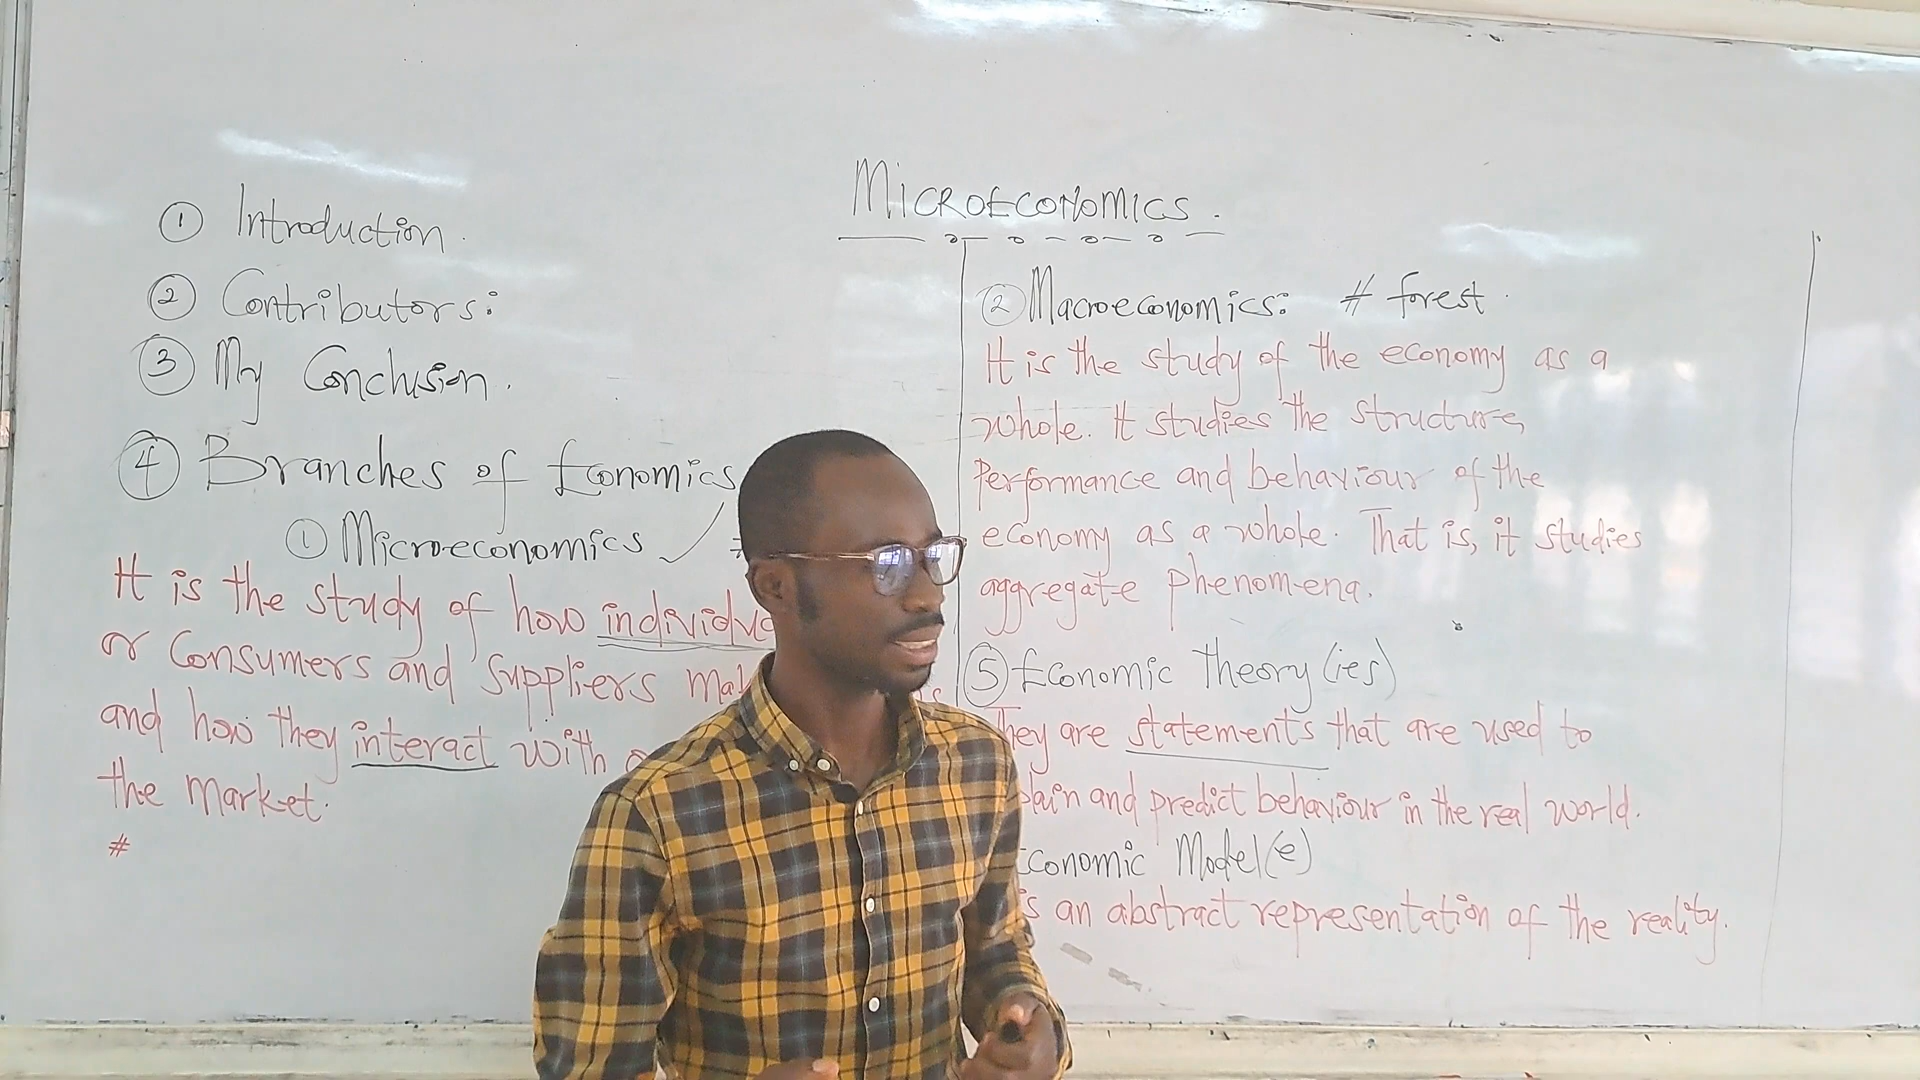 MICROECONOMICS.
① Introduction.
② Contributors:
③ My Conclusion.
④ Branches of Economics
① Microeconomics ✓
It is the study of how
or Consumers and Suppliers
and how they interact with
the market.
#
② Macroeconomics: # forest.
It is the study of the economy as a
whole. It studies the structure,
Performance and behaviour of the
economy as a whole. That is, it studies
aggregate phenomena.
⑤ Economic Theory (ies)
They are statements that are used to
and predict behaviour in the real world.
Economic Model(e)
is an abstract representation of the reality.